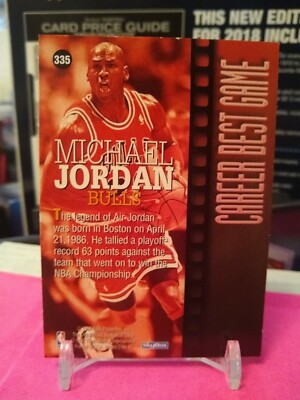 CARD PRICE GUIDE
THIS NEW EDIT
FOR 2018 INCL
335
MICHAEL
JORDAN
BULLS
The legend of Air-Jordan
was born in Boston on April
21,1986. He tallied a playoff
record 63 points against the
team that went on to win the
NBA Championship.
CAREER BEST GAME
SkyBox